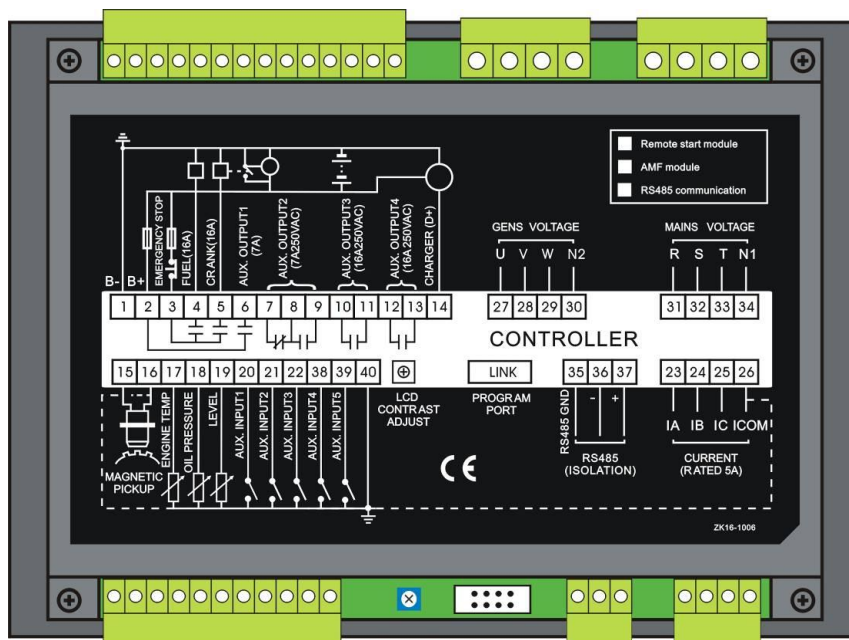 Remote start module
AMF module
RS485 communication
B-
B+
EMERGENCY STOP
FUEL(16A)
CRANK(16A)
AUX. OUTPUT1
(7A)
AUX. OUTPUT2
(7A250VAC)
AUX. OUTPUT3
(16A250VAC)
AUX. OUTPUT4
(16A250VAC)
CHARGER (D+)
GENS VOLTAGE
U V W N2
MAINS VOLTAGE
R S T N1
1 2 3 4 5 6 7 8 9 10 11 12 13 14
27 28 29 30
31 32 33 34
CONTROLLER
15 16 17 18 19 20 21 22 38 39 40
LINK
35 36 37
23 24 25 26
MAGNETIC
PICKUP
ENGINE TEMP
OIL PRESSURE
LEVEL
AUX. INPUT1
AUX. INPUT2
AUX. INPUT3
AUX. INPUT4
AUX. INPUT5
LCD
CONTRAST
ADJUST
PROGRAM
PORT
RS485 GND
- +
RS485
(ISOLATION)
IA IB IC ICOM
CURRENT
(RATED 5A)
CE
ZK16-1006